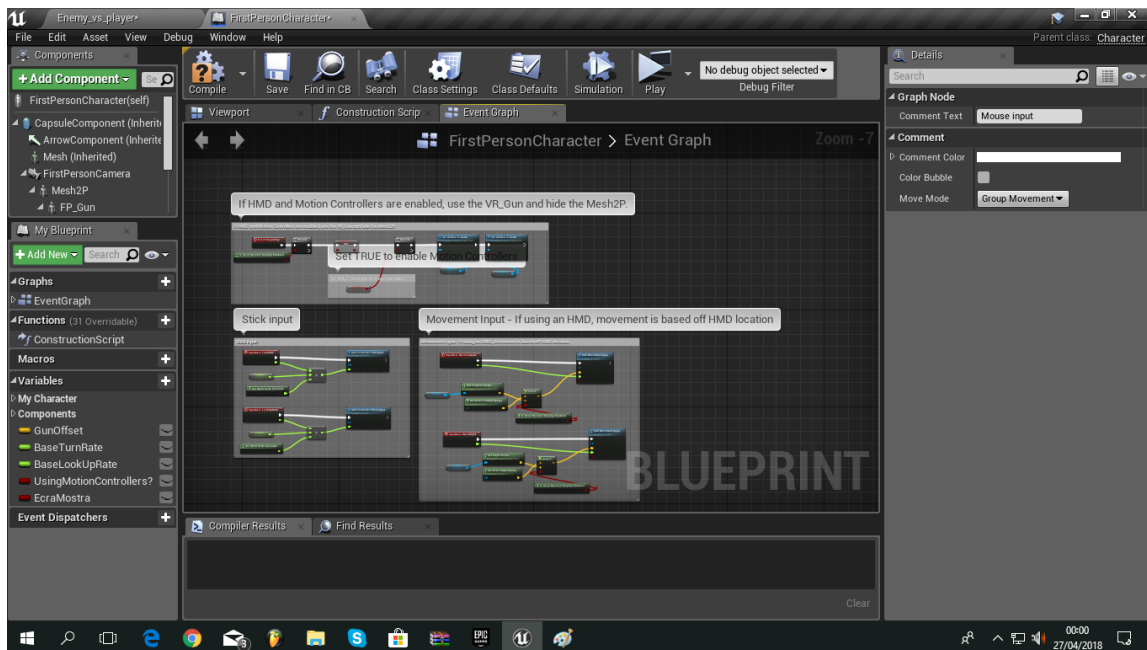 Enemy_vs_player*
FirstPersonCharacter*
File Edit Asset View Debug Window Help
Parent class: Character
Components
+Add Component
Se
FirstPersonCharacter(self)
CapsuleComponent (Inherite
ArrowComponent (Inherite
Mesh (Inherited)
FirstPersonCamera
Mesh2P
FP_Gun
Compile
Save
Find in CB
Search
Class Settings
Class Defaults
Simulation
Play
No debug object selected
Debug Filter
Viewport
Construction Scrip
Event Graph
FirstPersonCharacter > Event Graph
Zoom -7
If HMD and Motion Controllers are enabled, use the VR_Gun and hide the Mesh2P.
Set TRUE to enable Motion Controllers
Stick input
Movement Input - If using an HMD, movement is based off HMD location
BLUEPRINT
My Blueprint
+Add New
Search
Graphs
EventGraph
Functions (31 Overridable)
ConstructionScript
Macros
Variables
My Character
Components
GunOffset
BaseTurnRate
BaseLookUpRate
UsingMotionControllers?
EcraMostra
Event Dispatchers
Compiler Results
Find Results
Clear
Details
Search
Graph Node
Comment Text
Mouse input
Comment
Comment Color
Color Bubble
Move Mode
Group Movement
EPIC
GAMES
00:00
27/04/2018